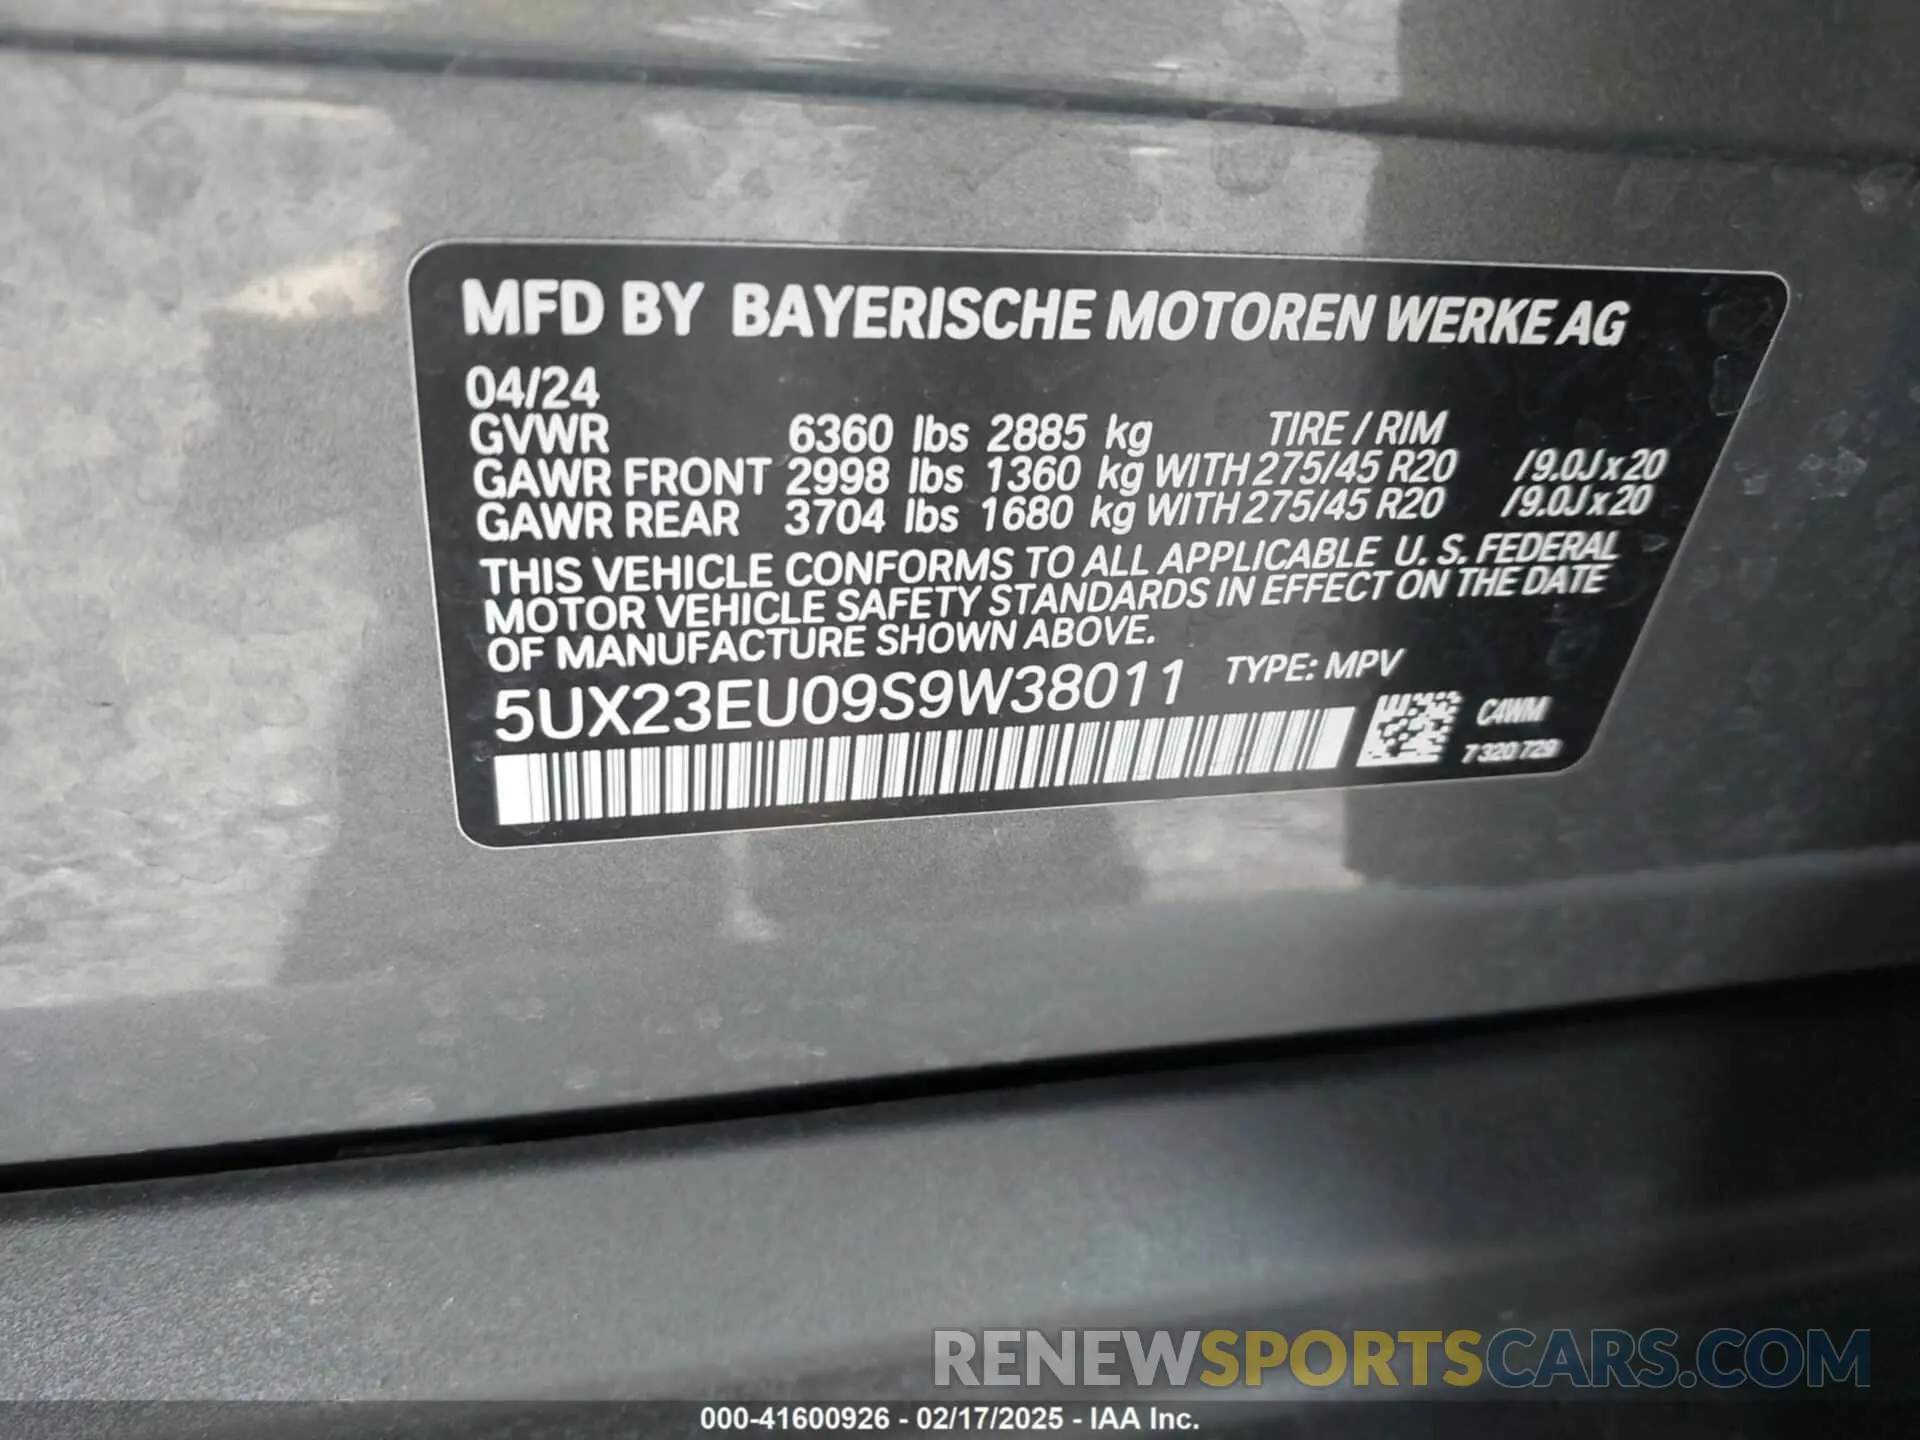 MFD BY BAYERISCHE MOTOREN WERKE AG
04/24
GVWR 6360 lbs 2885 kg TIRE / RIM
GAWR FRONT 2998 lbs 1360 kg WITH 275/45 R20 /9.0J x 20
GAWR REAR 3704 lbs 1680 kg WITH 275/45 R20 /9.0J x 20
THIS VEHICLE CONFORMS TO ALL APPLICABLE U. S. FEDERAL
MOTOR VEHICLE SAFETY STANDARDS IN EFFECT ON THE DATE
OF MANUFACTURE SHOWN ABOVE.
5UX23EU09S9W38011 TYPE: MPV
C4WM
7 320 729
RENEWSPORTSCARS.COM
000-41600926 - 02/17/2025 - IAA Inc.